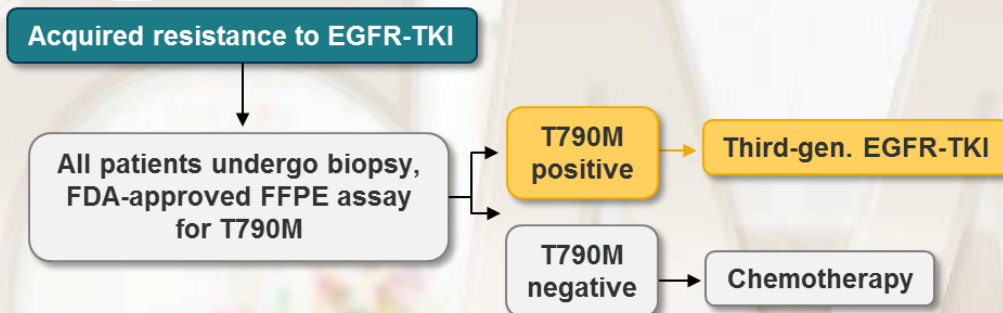 Acquired resistance to EGFR-TKI
All patients undergo biopsy,
FDA-approved FFPE assay
for T790M
T790M
positive
Third-gen. EGFR-TKI
T790M
negative
Chemotherapy